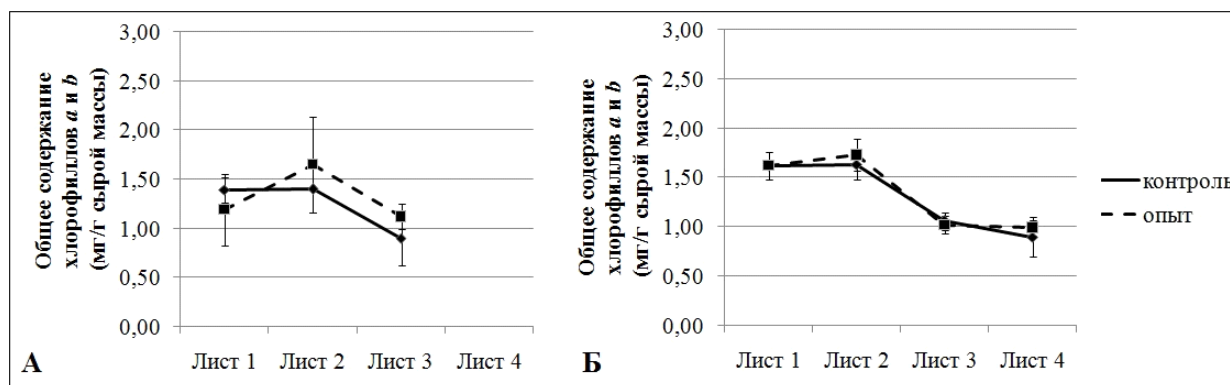 Общее содержание
хлорофиллов a и b
(мг/г сырой массы)
3,00
2,50
2,00
1,50
1,00
0,50
0,00
Лист 1 Лист 2 Лист 3 Лист 4
А
Общее содержание
хлорофиллов a и b
(мг/г сырой массы)
3,00
2,50
2,00
1,50
1,00
0,50
0,00
Лист 1 Лист 2 Лист 3 Лист 4
Б
контроль
опыт